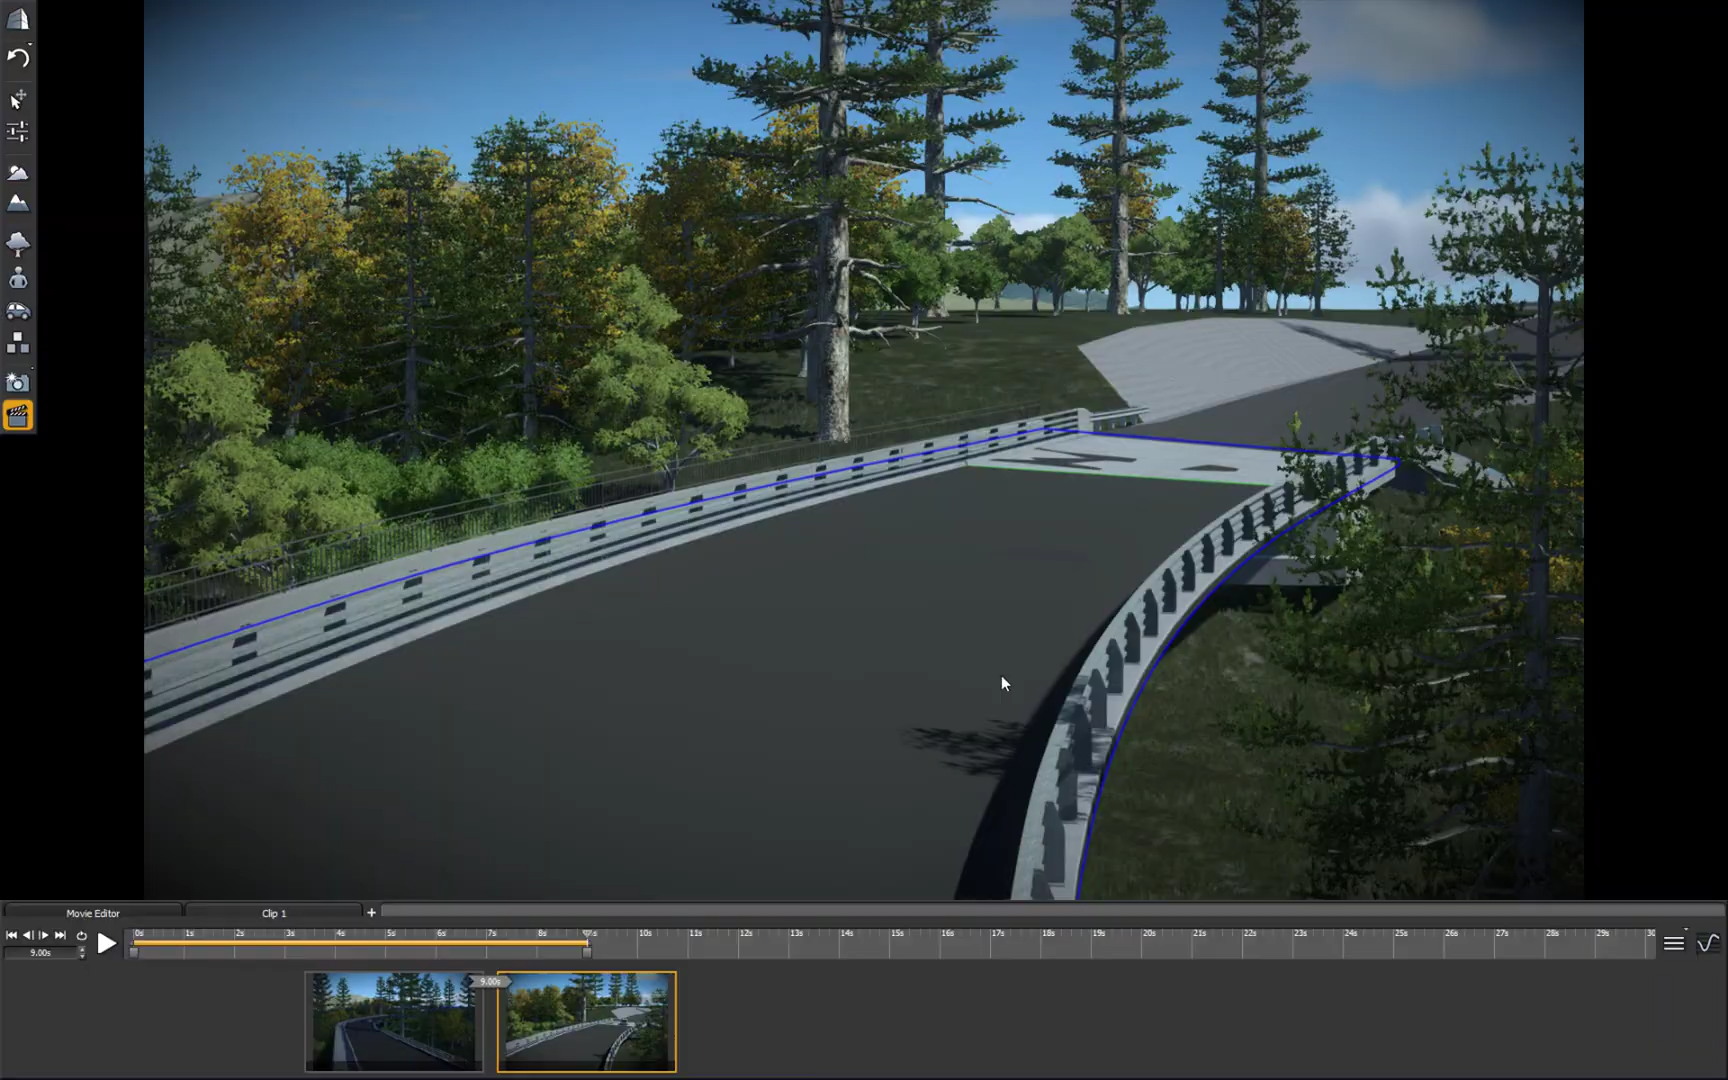 Movie Editor
Clip 1
+
0s 1s 2s 3s 4s 5s 6s 7s 8s 10s 11s 12s 13s 14s 15s 16s 17s 18s 19s 20s 21s 22s 23s 24s 25s 26s 27s 28s 29s
9.00s
9.00s